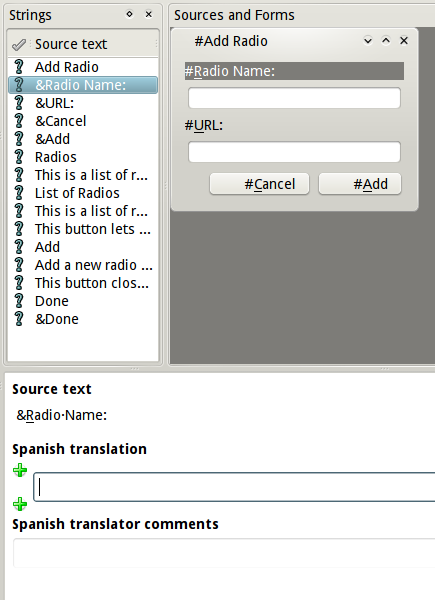 Strings
Source text
Add Radio
&Radio Name:
&URL:
&Cancel
&Add
Radios
This is a list of r...
List of Radios
This is a list of r...
This button lets ...
Add
Add a new radio ...
This button clos...
Done
&Done
Sources and Forms
#Add Radio
#Radio Name:
#URL:
#Cancel
#Add
Source text
&Radio·Name:
Spanish translation
Spanish translator comments